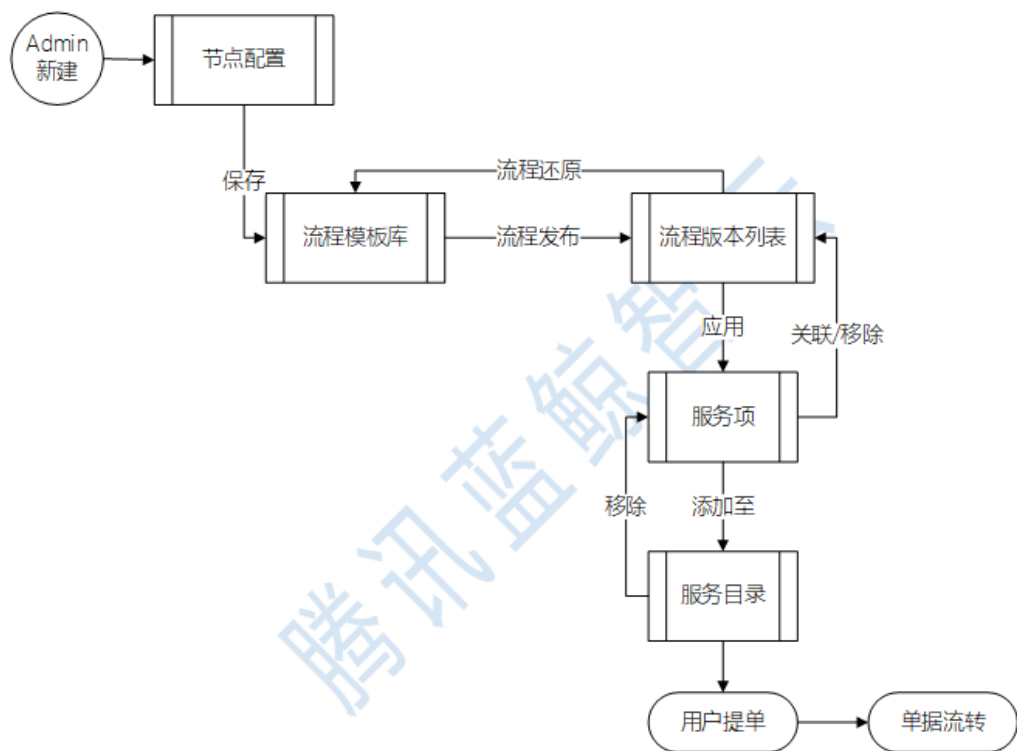 Admin
新建
节点配置
保存
流程还原
流程模板库
流程发布
流程版本列表
应用
关联/移除
服务项
移除
添加至
服务目录
用户提单
单据流转
腾讯蓝鲸智云